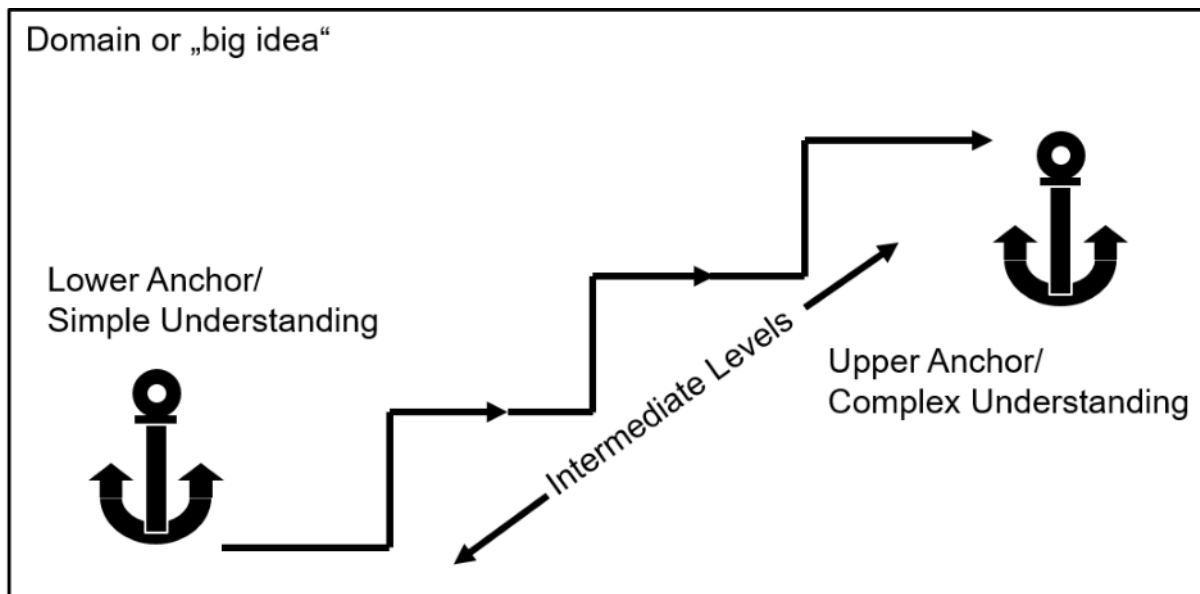 Domain or „big idea“
Lower Anchor/
Simple Understanding
Intermediate Levels
Upper Anchor/
Complex Understanding